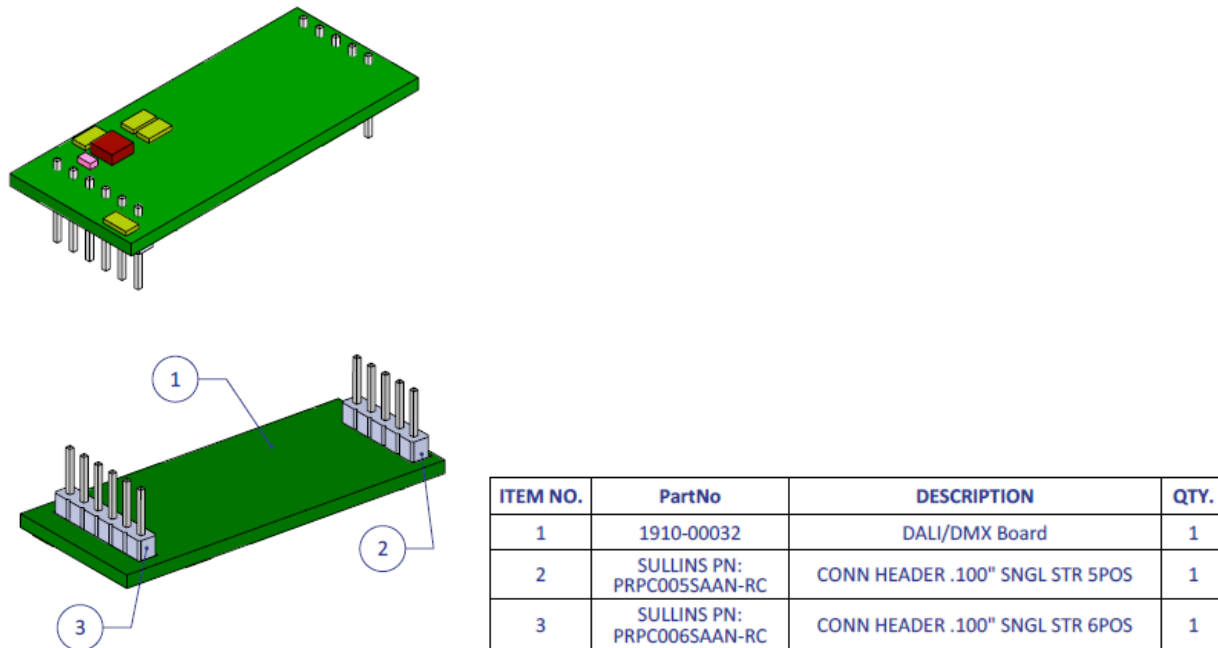 1
2
3
ITEM NO. PartNo DESCRIPTION QTY.
1 1910-00032 DALI/DMX Board 1
2 SULLINS PN: PRPC005SAAN-RC CONN HEADER .100" SNGL STR 5POS 1
3 SULLINS PN: PRPC006SAAN-RC CONN HEADER .100" SNGL STR 6POS 1